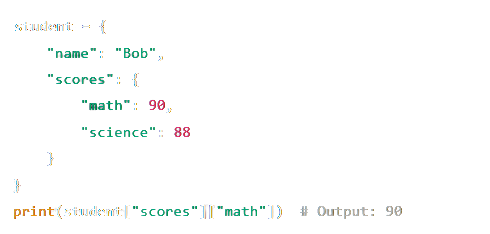 student = {
    "name": "Bob",
    "scores": {
        "math": 90,
        "science": 88
    }
}
print(student["scores"]["math"])  # Output: 90